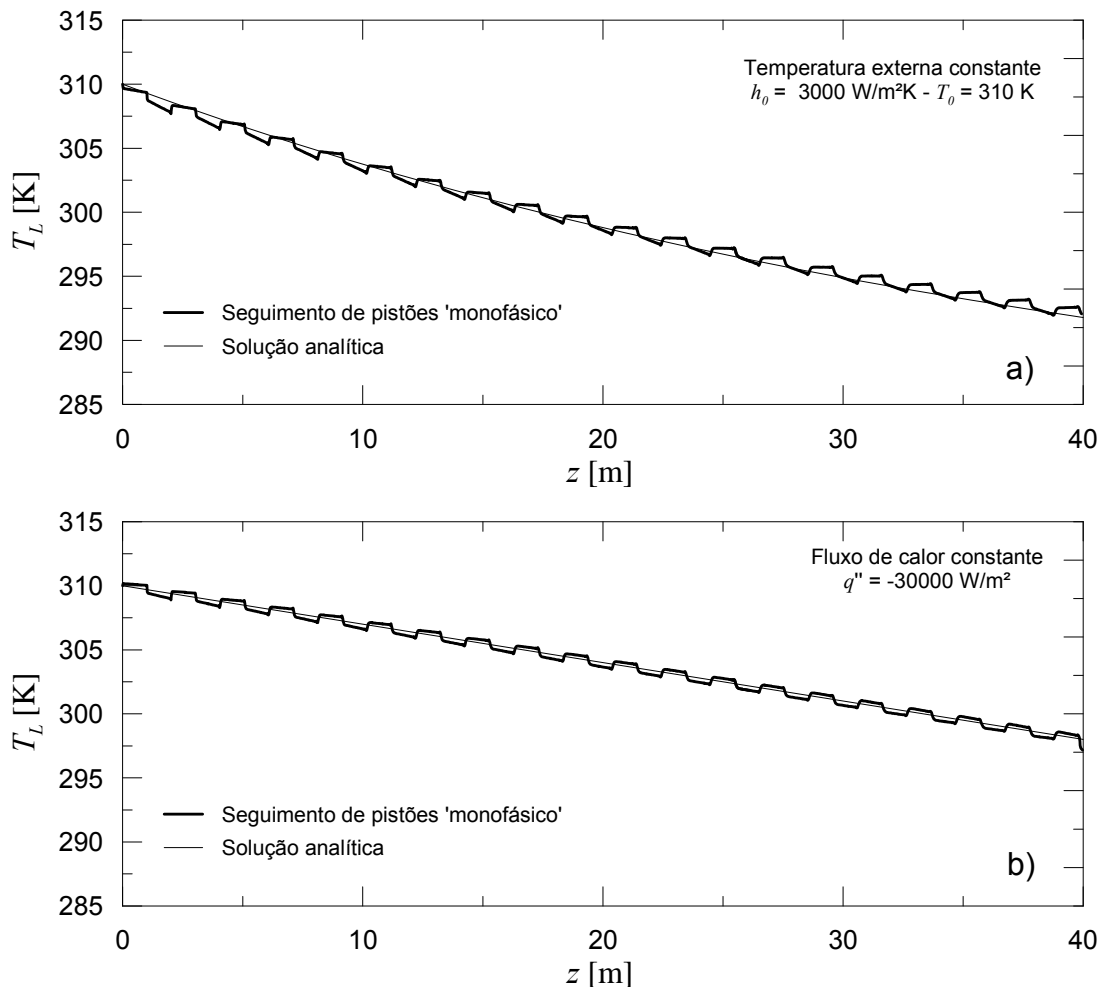 315
310
305
300
295
290
285
T_L [K]
Temperatura externa constante
h_0 = 3000 W/m²K - T_0 = 310 K
Seguimento de pistões 'monofásico'
Solução analítica
a)
0
10
20
30
40
z [m]
315
310
305
300
295
290
285
T_L [K]
Fluxo de calor constante
q" = -30000 W/m²
Seguimento de pistões 'monofásico'
Solução analítica
b)
0
10
20
30
40
z [m]